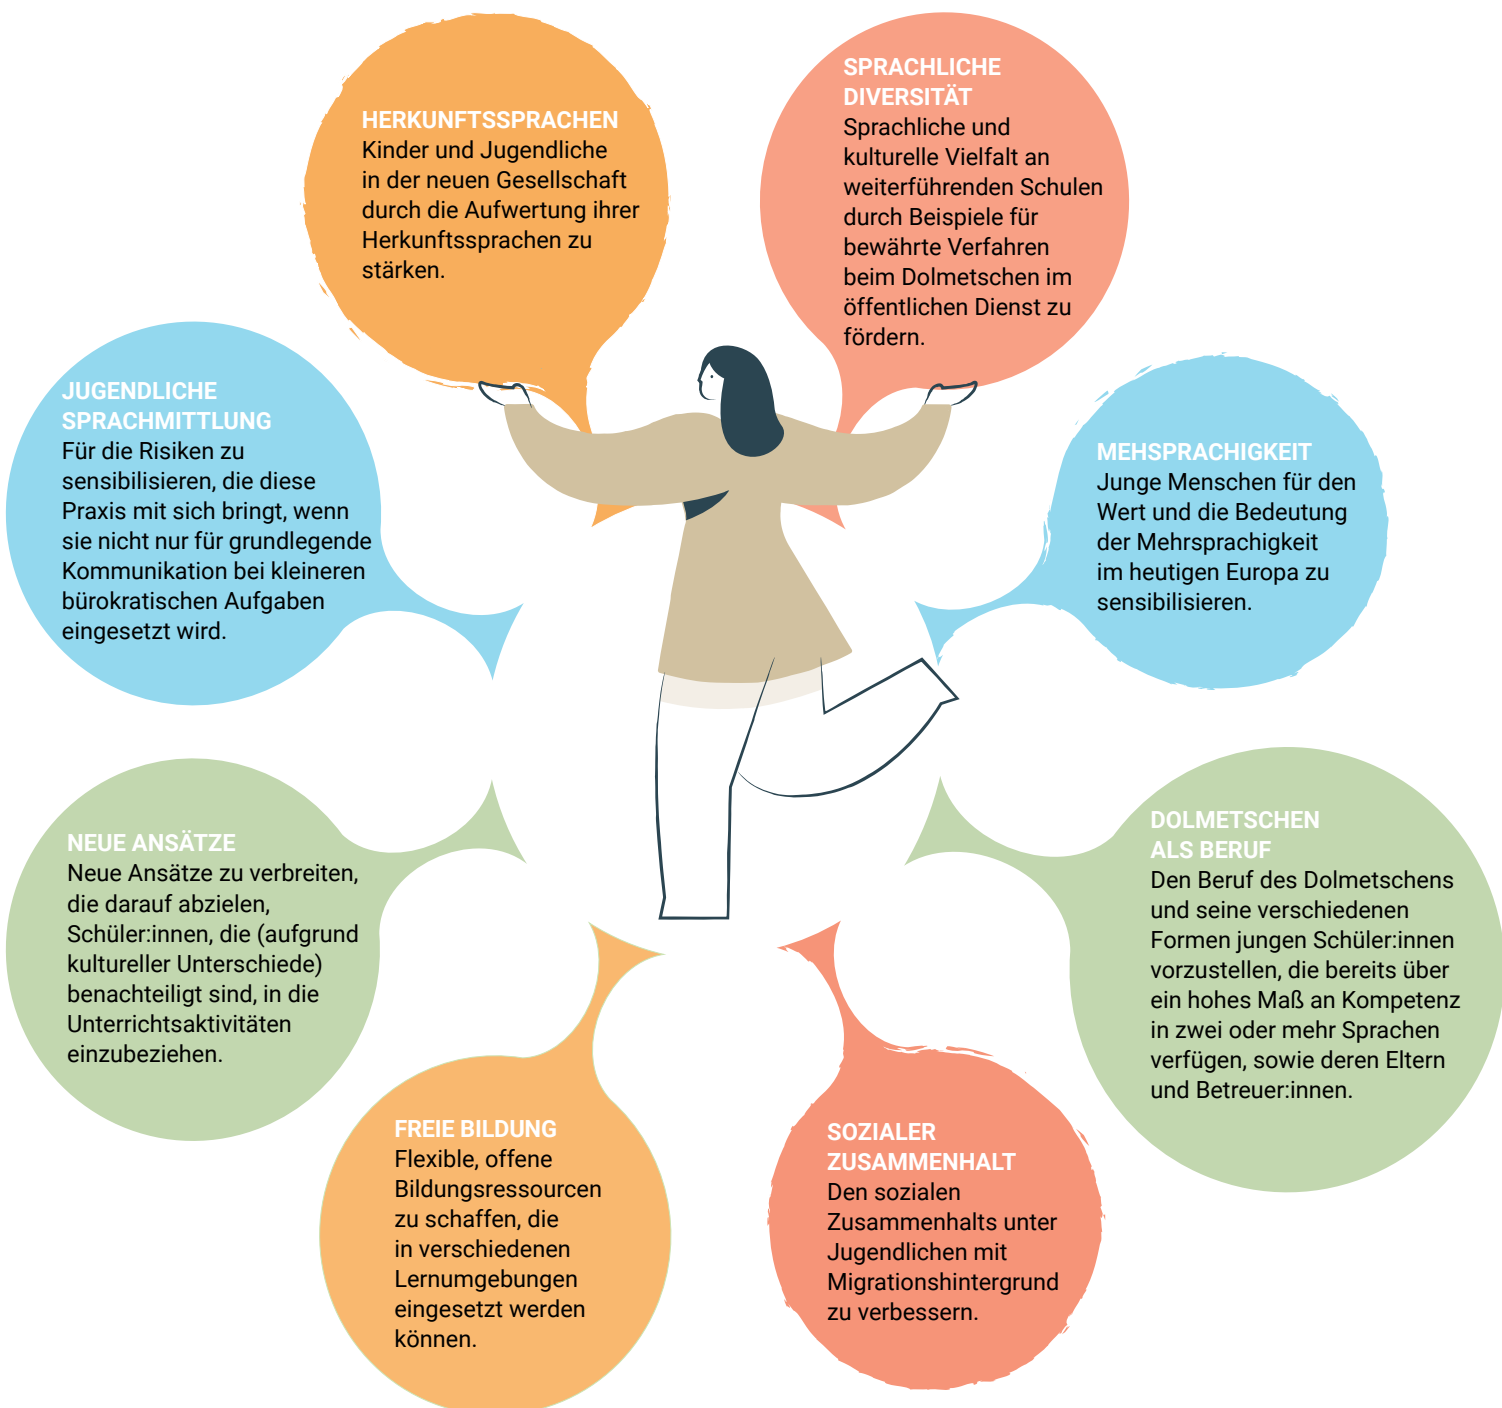 HERKUNFTSSPRACHEN
Kinder und Jugendliche
in der neuen Gesellschaft
durch die Aufwertung ihrer
Herkunftssprachen zu
stärken.
SPRACHLICHE
DIVERSITÄT
Sprachliche und
kulturelle Vielfalt an
weiterführenden Schulen
durch Beispiele für
bewährte Verfahren
beim Dolmetschen im
öffentlichen Dienst zu
fördern.
JUGENDLICHE
SPRACHMITTLUNG
Für die Risiken zu
sensibilisieren, die diese
Praxis mit sich bringt, wenn
sie nicht nur für grundlegende
Kommunikation bei kleineren
bürokratischen Aufgaben
eingesetzt wird.
MEHSPRACHIGKEIT
Junge Menschen für den
Wert und die Bedeutung
der Mehrsprachigkeit
im heutigen Europa zu
sensibilisieren.
NEUE ANSÄTZE
Neue Ansätze zu verbreiten,
die darauf abzielen,
Schüler:innen, die (aufgrund
kultureller Unterschiede)
benachteiligt sind, in die
Unterrichtsaktivitäten
einzubeziehen.
DOLMETSCHEN
ALS BERUF
Den Beruf des Dolmetschens
und seine verschiedenen
Formen jungen Schüler:innen
vorzustellen, die bereits über
ein hohes Maß an Kompetenz
in zwei oder mehr Sprachen
verfügen, sowie deren Eltern
und Betreuer:innen.
FREIE BILDUNG
Flexible, offene
Bildungsressourcen
zu schaffen, die
in verschiedenen
Lernumgebungen
eingesetzt werden
können.
SOZIALER
ZUSAMMENHALT
Den sozialen
Zusammenhalts unter
Jugendlichen mit
Migrationshintergrund
zu verbessern.